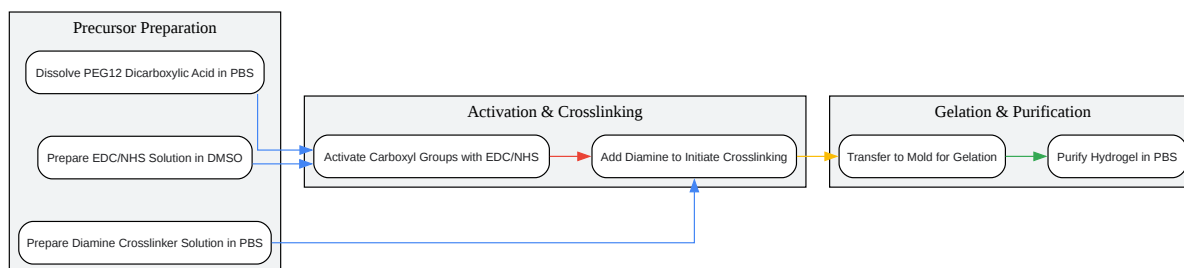 Precursor Preparation
Dissolve PEG12 Dicarboxylic Acid in PBS
Prepare EDC/NHS Solution in DMSO
Prepare Diamine Crosslinker Solution in PBS
Activation & Crosslinking
Activate Carboxyl Groups with EDC/NHS
Add Diamine to Initiate Crosslinking
Gelation & Purification
Transfer to Mold for Gelation
Purify Hydrogel in PBS